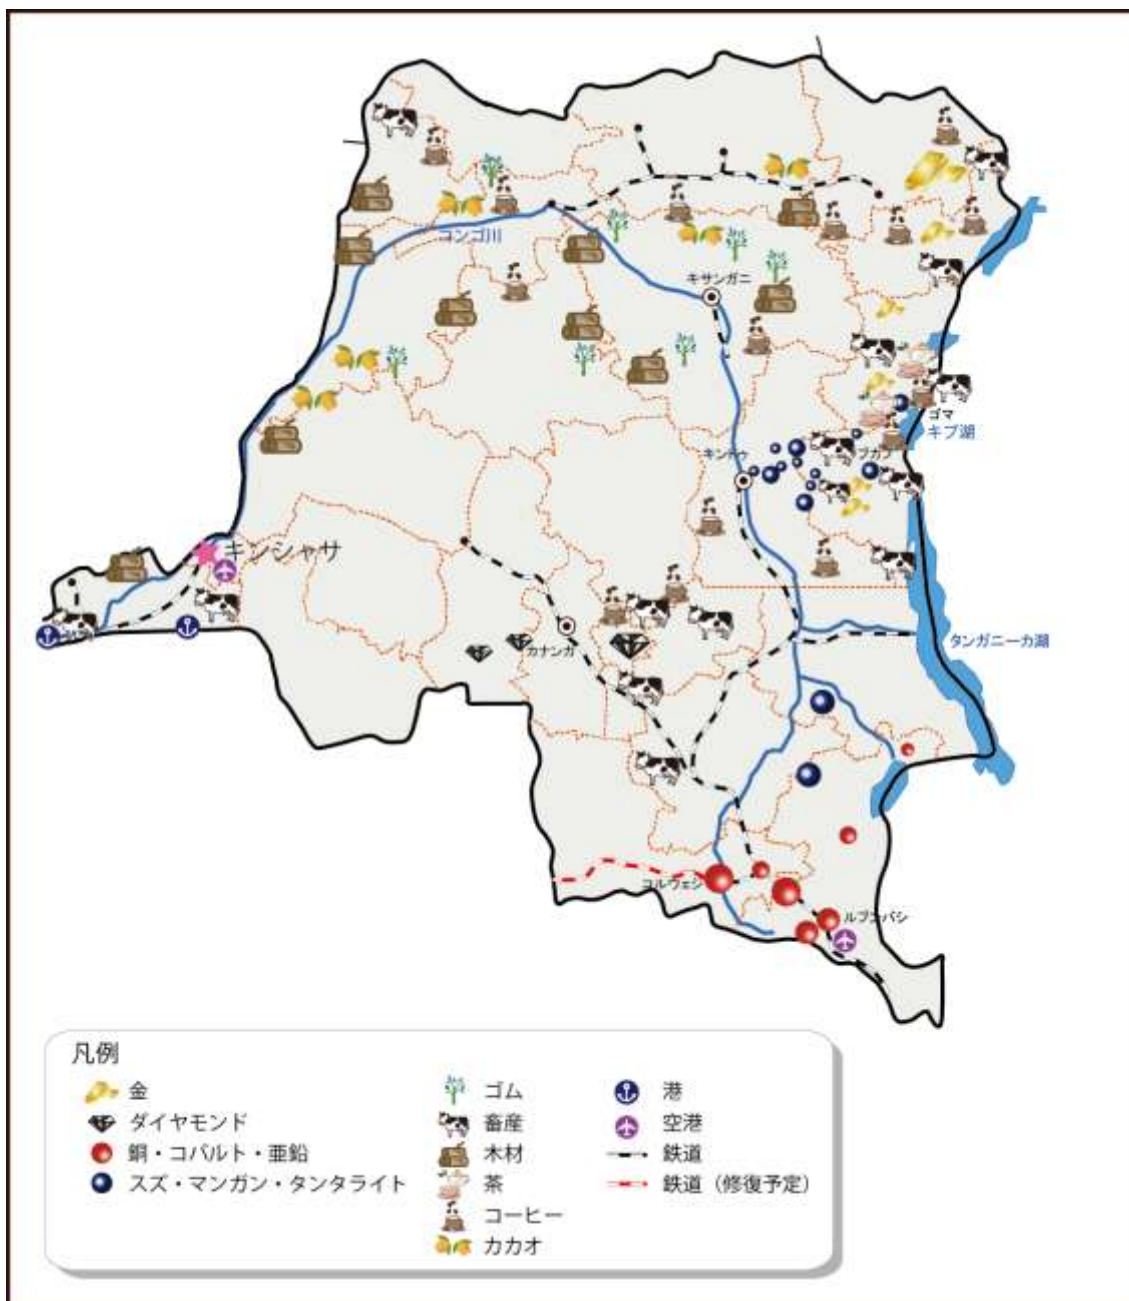 コンゴ川
キサンガニ
ゴマ
キブ湖
キンドゥ
ブカブ
キンシャサ
カナンガ
タンガニーカ湖
コルウェジ
ルブンバシ
凡例
金
ダイヤモンド
銅・コバルト・亜鉛
スズ・マンガン・タンタライト
ゴム
畜産
木材
茶
コーヒー
カカオ
港
空港
鉄道
鉄道（修復予定）